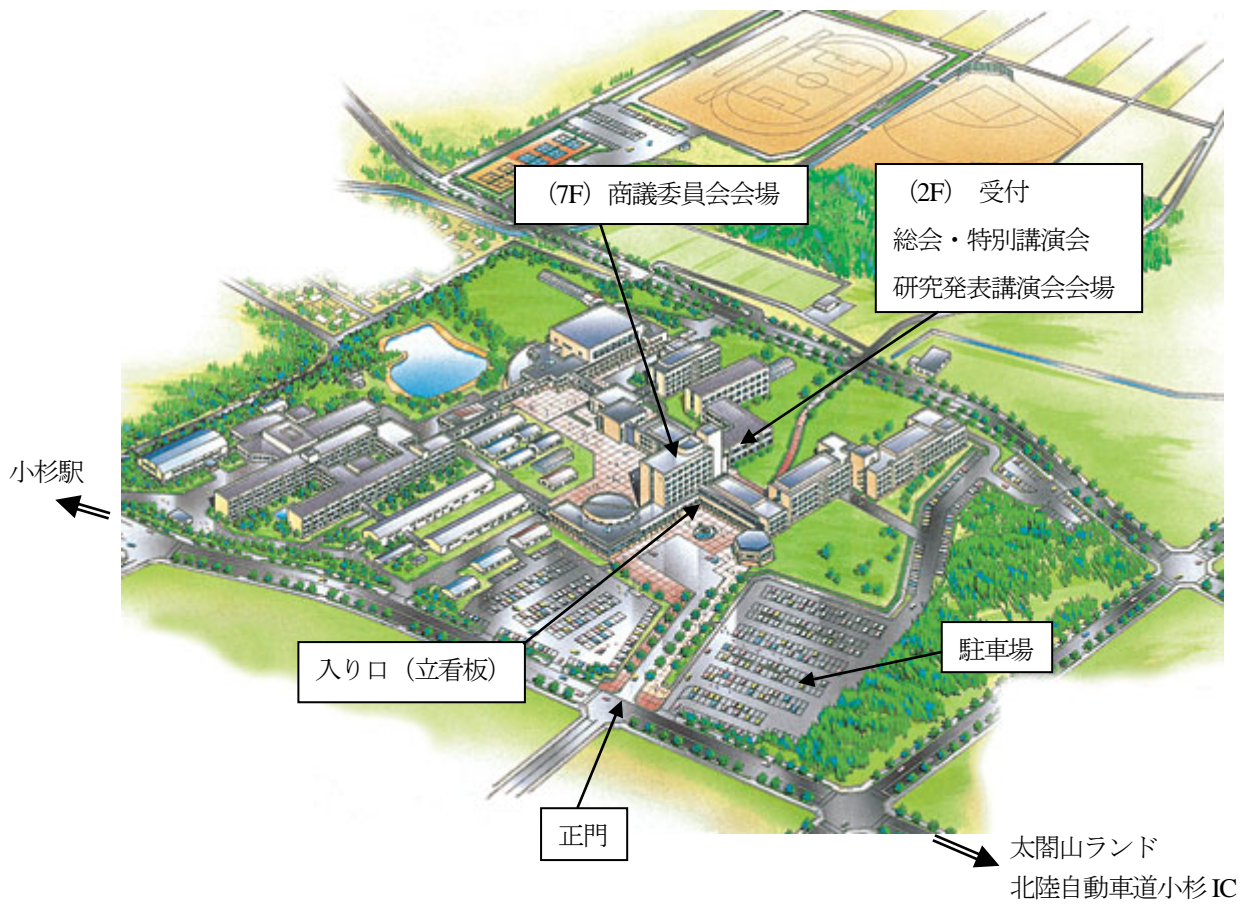 (7F) 商議委員会会場
(2F) 受付
総会・特別講演会
研究発表講演会会場
小杉駅
入り口（立看板）
駐車場
正門
太閤山ランド
北陸自動車道小杉 IC